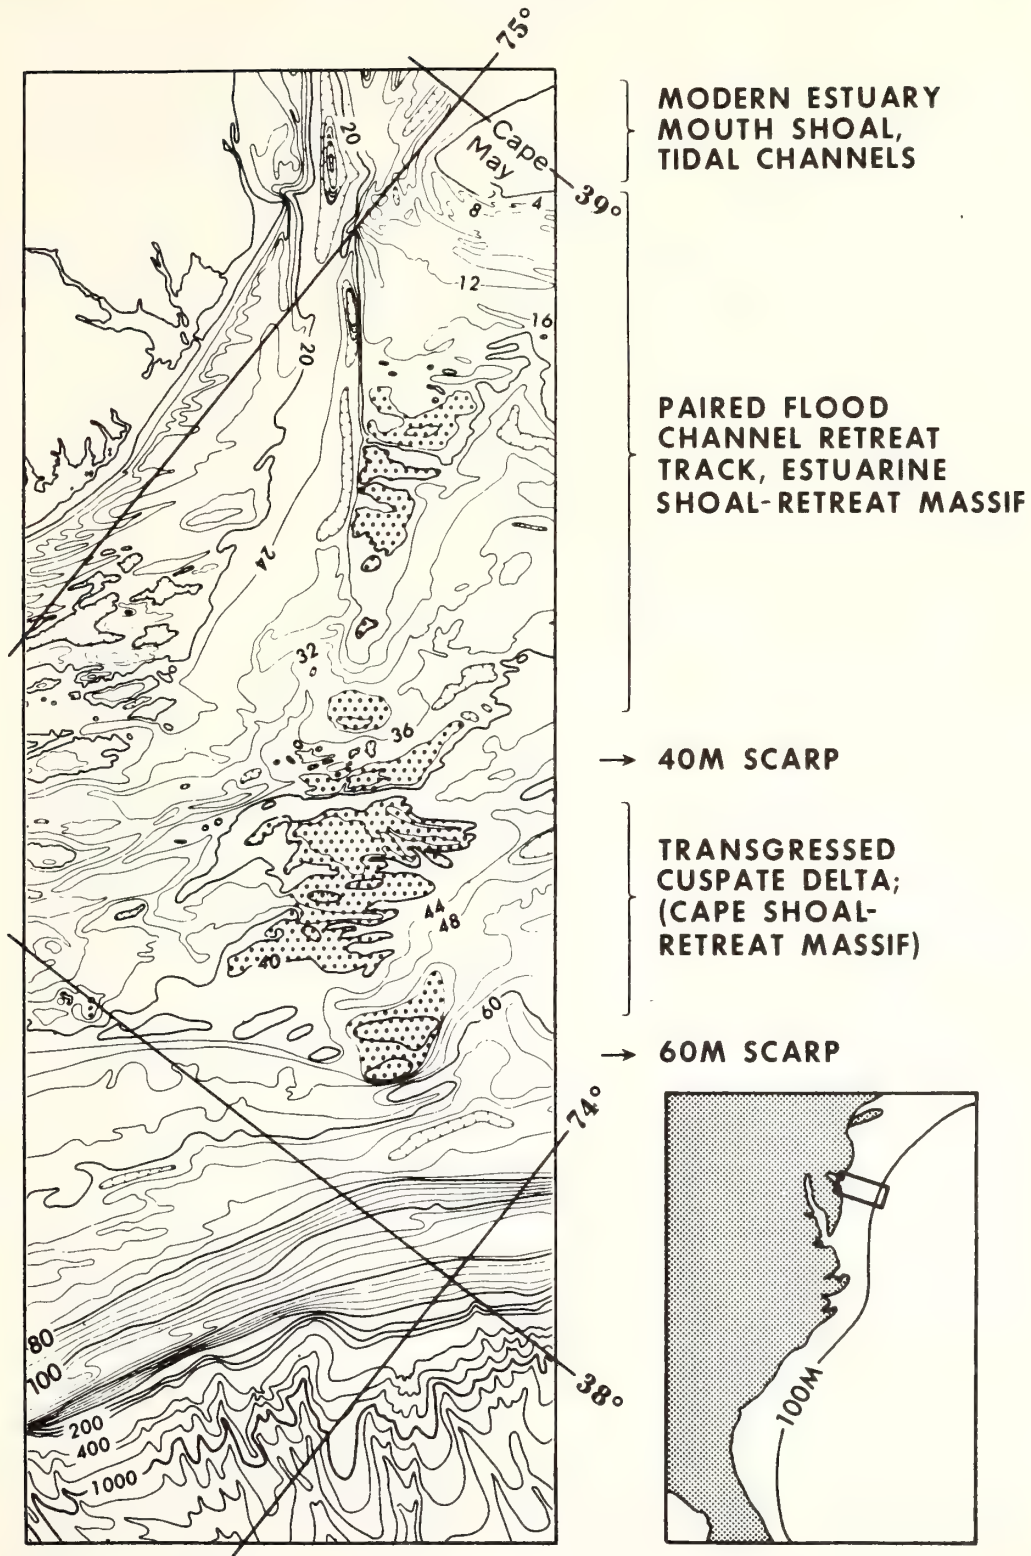 75°
20
Cape
May
39°
8
4
12
16
20
24
32
36
44
48
40
60
74°
80
100
200
400
1000
38°
MODERN ESTUARY
MOUTH SHOAL,
TIDAL CHANNELS
PAIRED FLOOD
CHANNEL RETREAT
TRACK, ESTUARINE
SHOAL-RETREAT MASSIF
→ 40M SCARP
TRANSGRESSED
CUSPATE DELTA;
(CAPE SHOAL-
RETREAT MASSIF)
→ 60M SCARP
100M